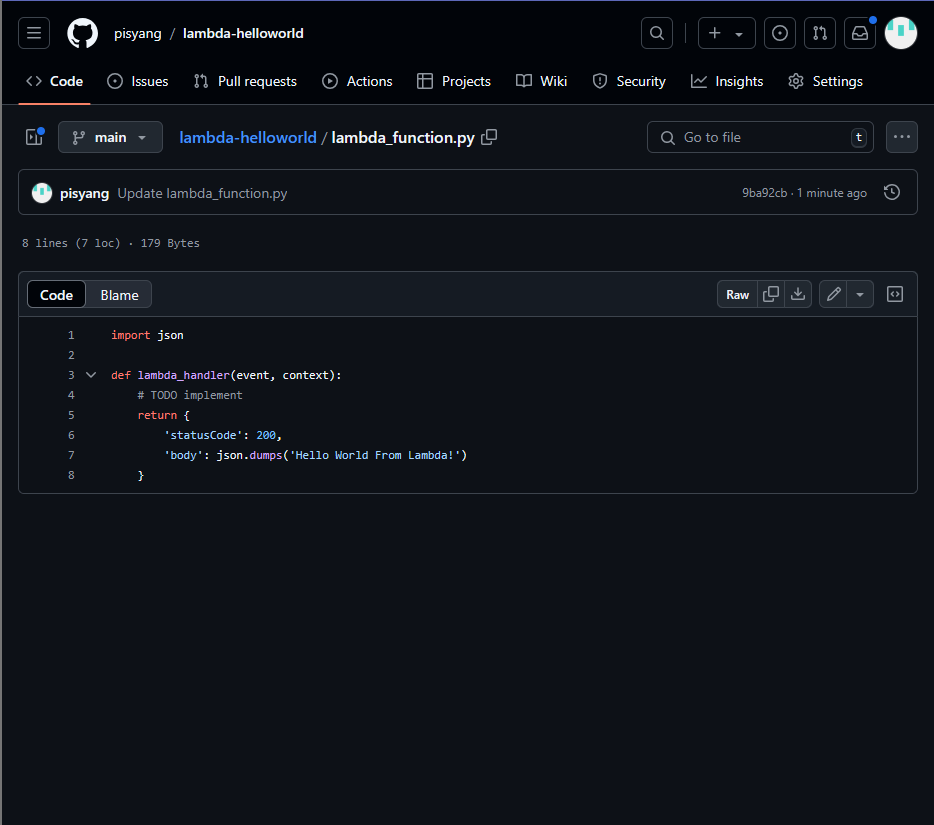 pisyang / lambda-helloworld
Code Issues Pull requests Actions Projects Wiki Security Insights Settings
main lambda-helloworld / lambda_function.py Go to file t
pisyang Update lambda_function.py 9ba92cb · 1 minute ago
8 lines (7 loc) · 179 Bytes
Code Blame Raw
1 import json
2
3 def lambda_handler(event, context):
4 # TODO implement
5 return {
6 'statusCode': 200,
7 'body': json.dumps('Hello World From Lambda!')
8 }